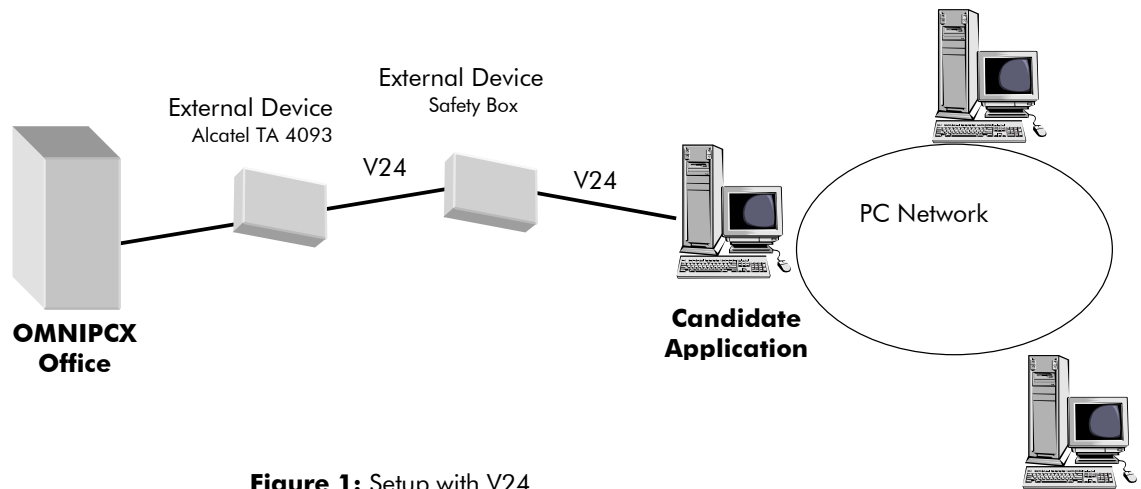 External Device
Safety Box
External Device
Alcatel TA 4093
V24
V24
PC Network
OMNIPCX
Office
Candidate
Application
Figure 1: Setup with V24